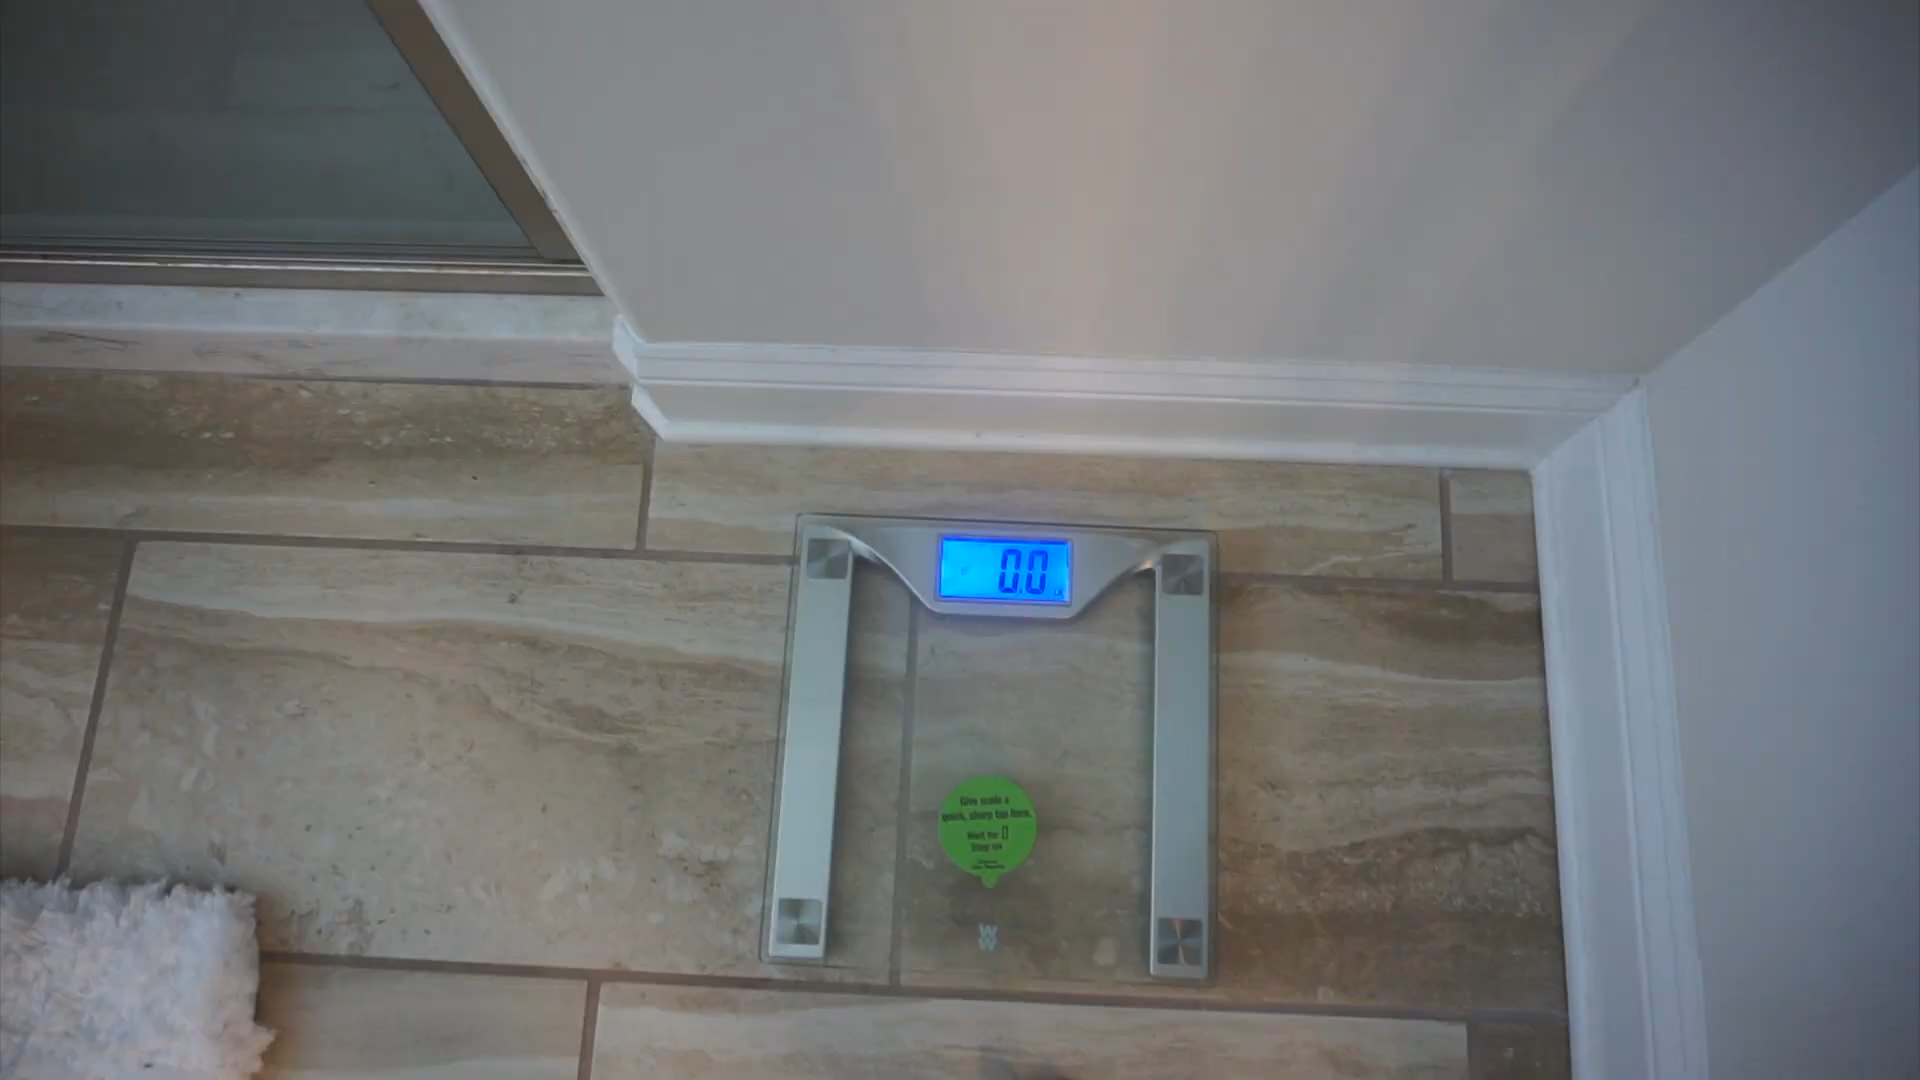 0.0
Give scale a
quick, sharp tap here.
Wait for 0
Step on
W
W